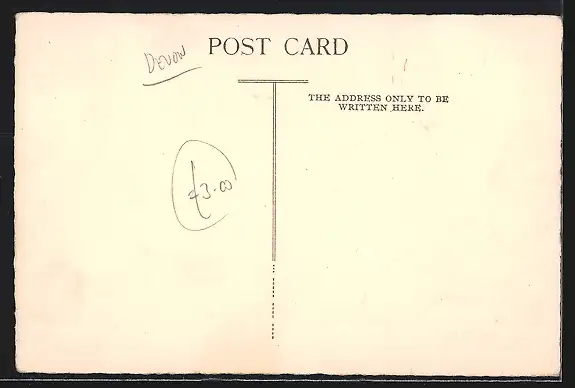 DEVON
POST CARD
THE ADDRESS ONLY TO BE
WRITTEN HERE.
£3.00